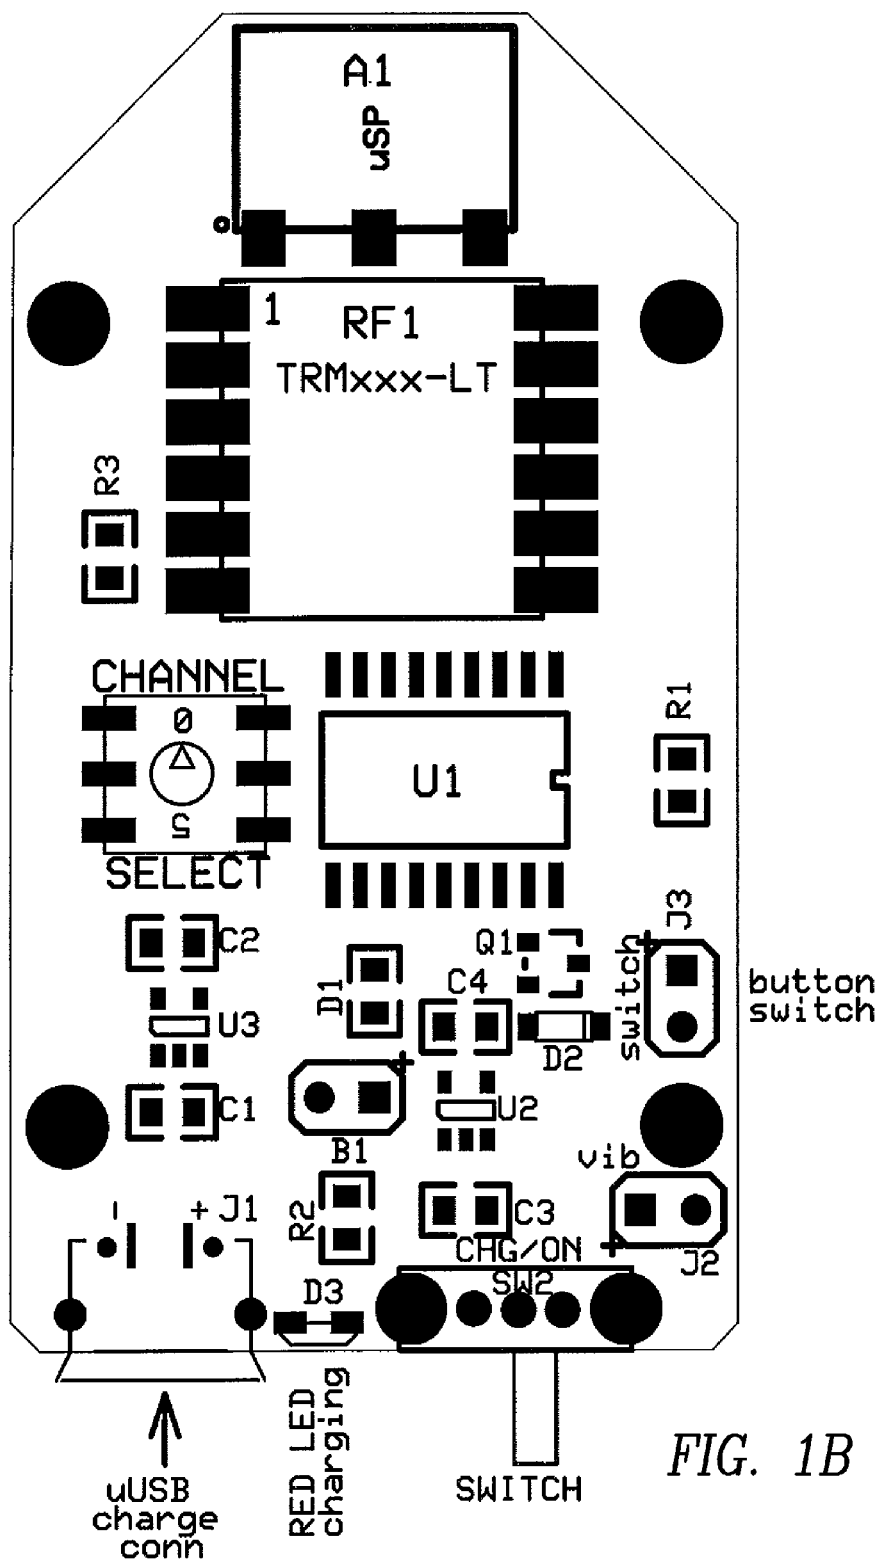 A1
uSP
1
RF1
TRMxxx-LT
R3
CHANNEL
0
5
SELECT
U1
R1
C2
U3
C1
D1
Q1
C4
D2
switch
+
J3
button
switch
+
B1
U2
vib
- + J1
R2
C3
CHG/ON
SW2
+
J2
D3
RED LED
charging
uUSB
charge
conn
SWITCH
FIG. 1B